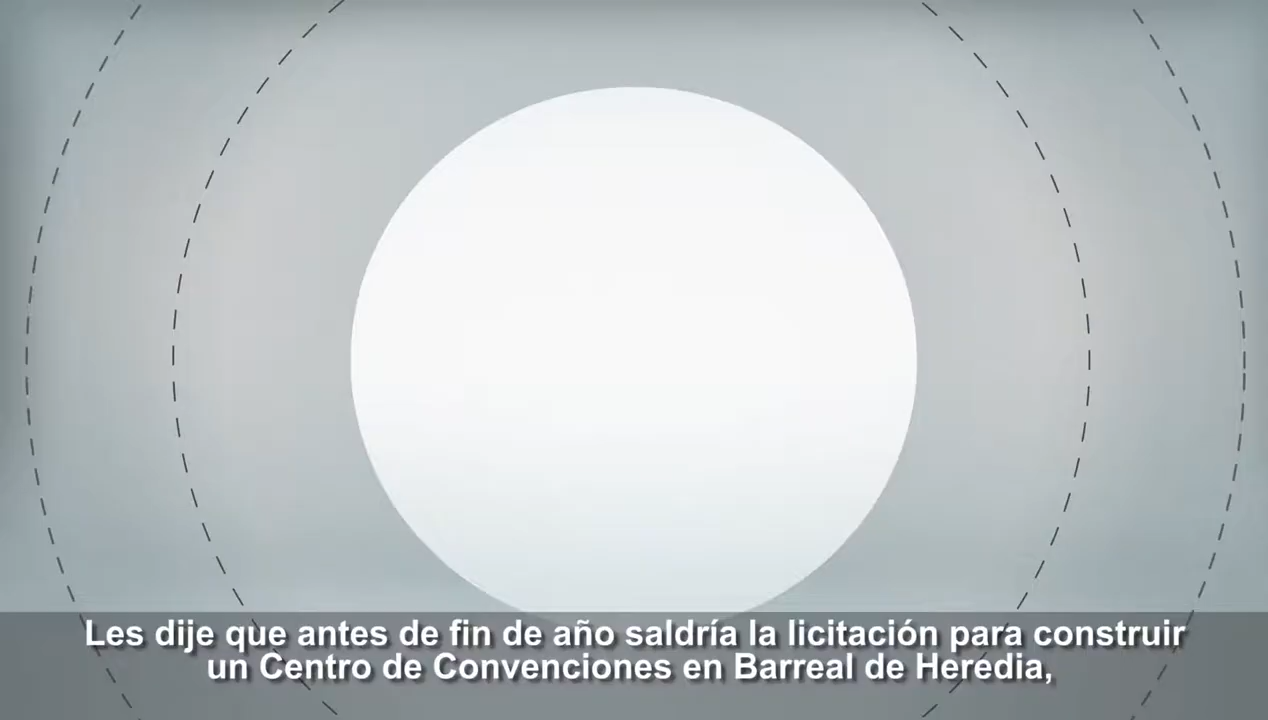 Les dije que antes de fin de año saldría la licitación para construir
un Centro de Convenciones en Barreal de Heredia,